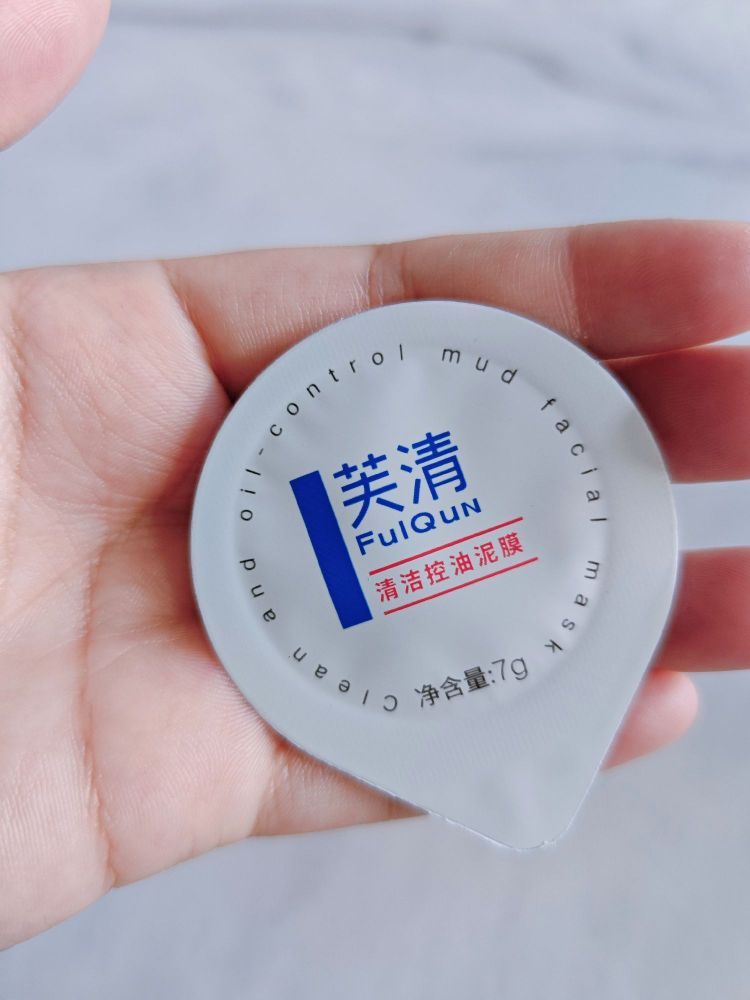 芙清
FulQuN
清洁控油泥膜
Clean and oil-control mud facial mask
净含量:7g